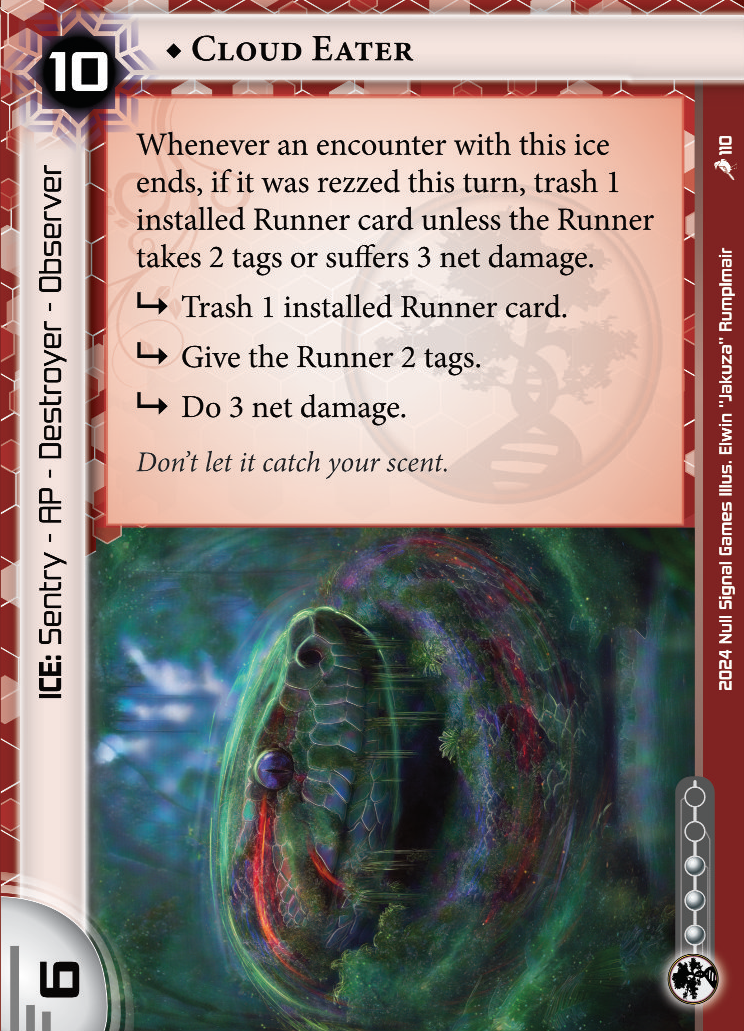 10
◆ Cloud Eater
Whenever an encounter with this ice
ends, if it was rezzed this turn, trash 1
installed Runner card unless the Runner
takes 2 tags or suffers 3 net damage.
↳ Trash 1 installed Runner card.
↳ Give the Runner 2 tags.
↳ Do 3 net damage.
Don't let it catch your scent.
ICE: Sentry - AP - Destroyer - Observer
6
110
2024 Null Signal Games Illus. Elwin "Jakuza" Rumplmair